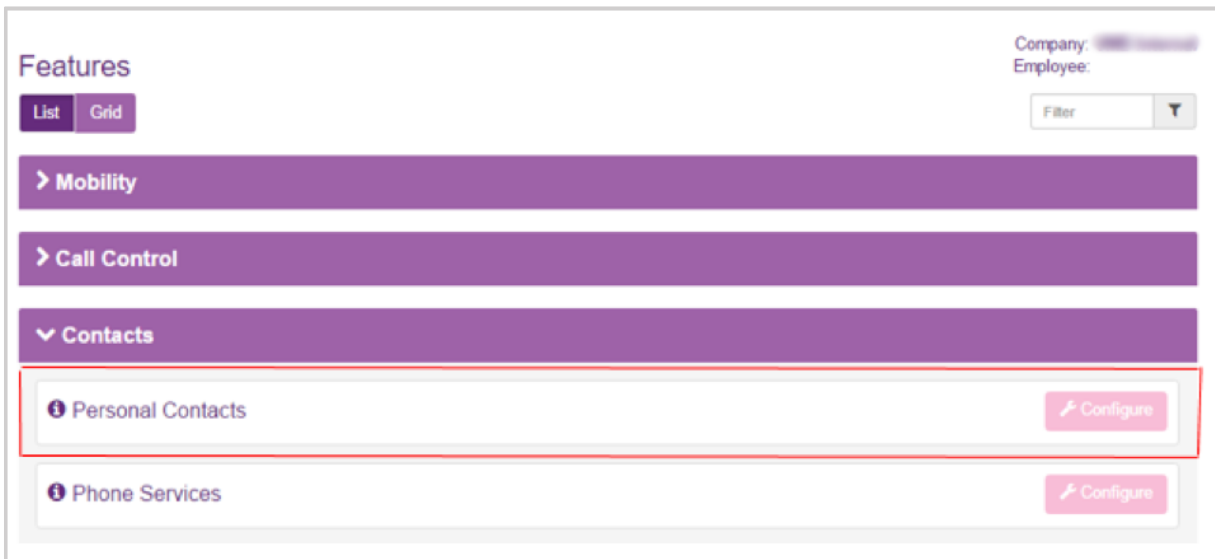 Company:
Features
Employee:
List Grid
Filter
Mobility
Call Control
Contacts
Personal Contacts
Configure
Phone Services
Configure